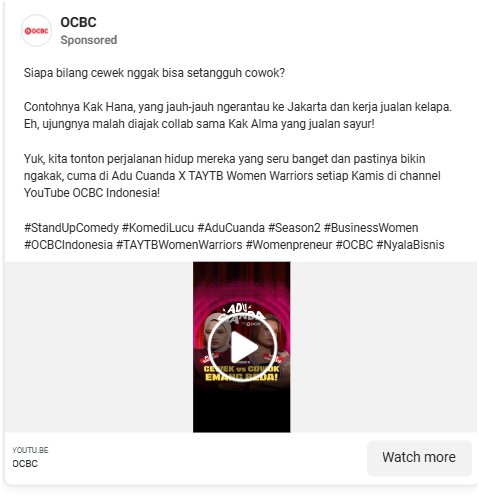 OCBC
Sponsored
Siapa bilang cewek nggak bisa setangguh cowok?
Contohnya Kak Hana, yang jauh-jauh ngerantau ke Jakarta dan kerja jualan kelapa.
Eh, ujungnya malah diajak collab sama Kak Alma yang jualan sayur!
Yuk, kita tonton perjalanan hidup mereka yang seru banget dan pastinya bikin
ngakak, cuma di Adu Cuanda X TAYTB Women Warriors setiap Kamis di channel
YouTube OCBC Indonesia!
#StandUpComedy #KomediLucu #AduCuanda #Season2 #BusinessWomen
#OCBCIndonesia #TAYTBWomenWarriors #Womenpreneur #OCBC #NyalaBisnis
ADU
CUANDA
CEWEK vs COWOK
EMANG BEDA!
YOUTU.BE
OCBC
Watch more